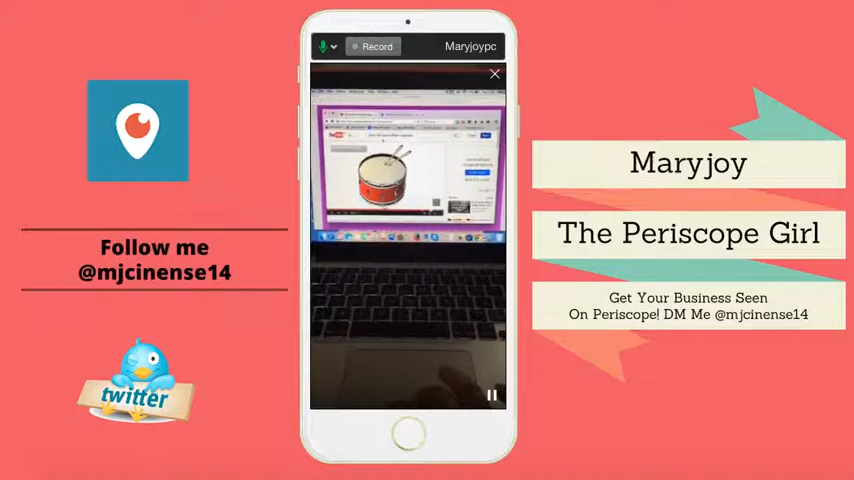 Record
Maryjoypc
Follow me
@mjcinense14
twitter
Maryjoy
The Periscope Girl
Get Your Business Seen
On Periscope! DM Me @mjcinense14